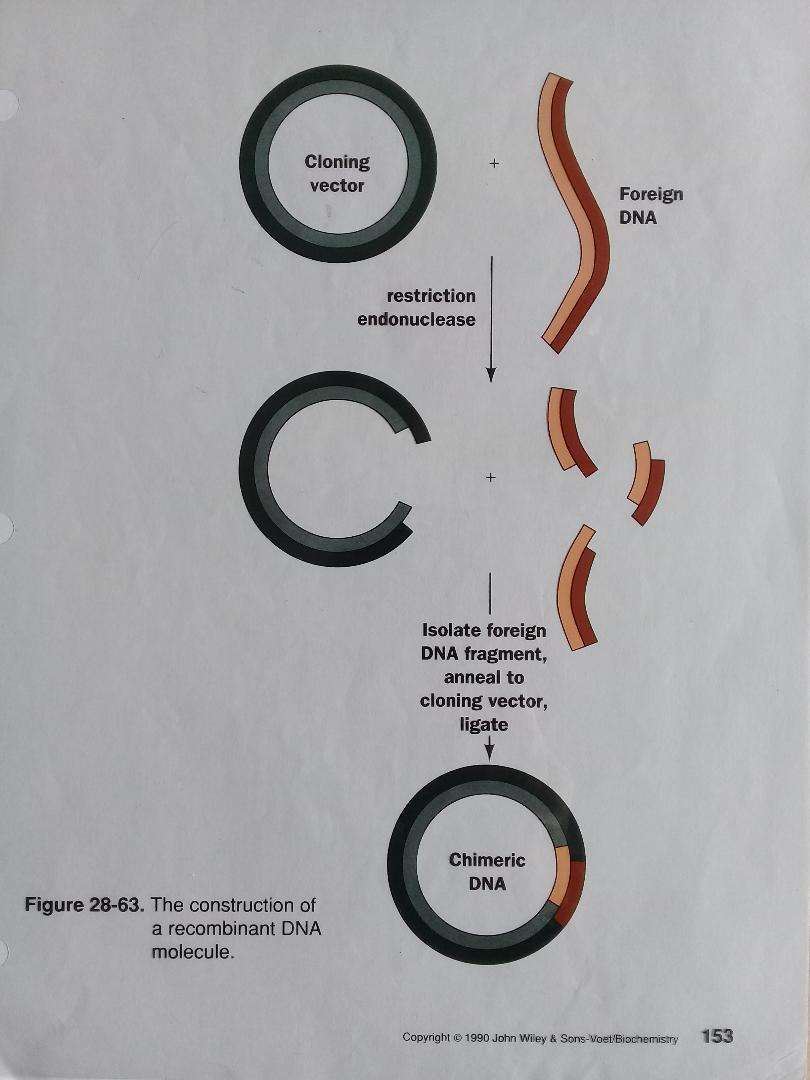 Cloning
vector
+
Foreign
DNA
restriction
endonuclease
+
Isolate foreign
DNA fragment,
anneal to
cloning vector,
ligate
Chimeric
DNA
Figure 28-63. The construction of
a recombinant DNA
molecule.
Copyright © 1990 John Wiley & Sons-Voet/Biochemistry 153